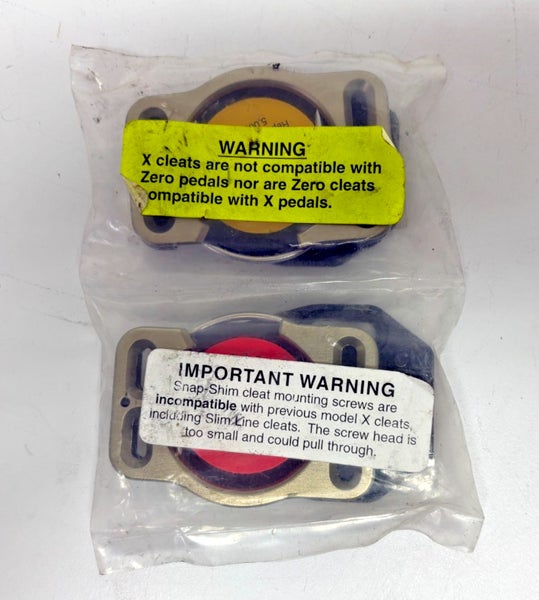 WARNING
X cleats are not compatible with
Zero pedals nor are Zero cleats
ompatible with X pedals.
IMPORTANT WARNING
Snap-Shim cleat mounting screws are
incompatible with previous model X cleats,
including Slim Line cleats. The screw head is
too small and could pull through.